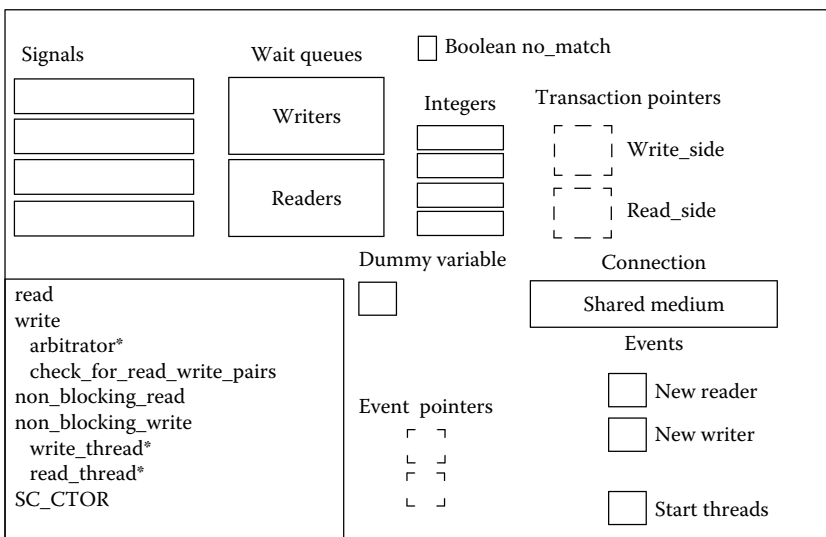 Signals
Wait queues
Boolean no_match
Integers
Transaction pointers
Writers
Write_side
Readers
Read_side
Dummy variable
Connection
Shared medium
Events
read
write
arbitrator*
check_for_read_write_pairs
non_blocking_read
non_blocking_write
write_thread*
read_thread*
SC_CTOR
Event pointers
New reader
New writer
Start threads